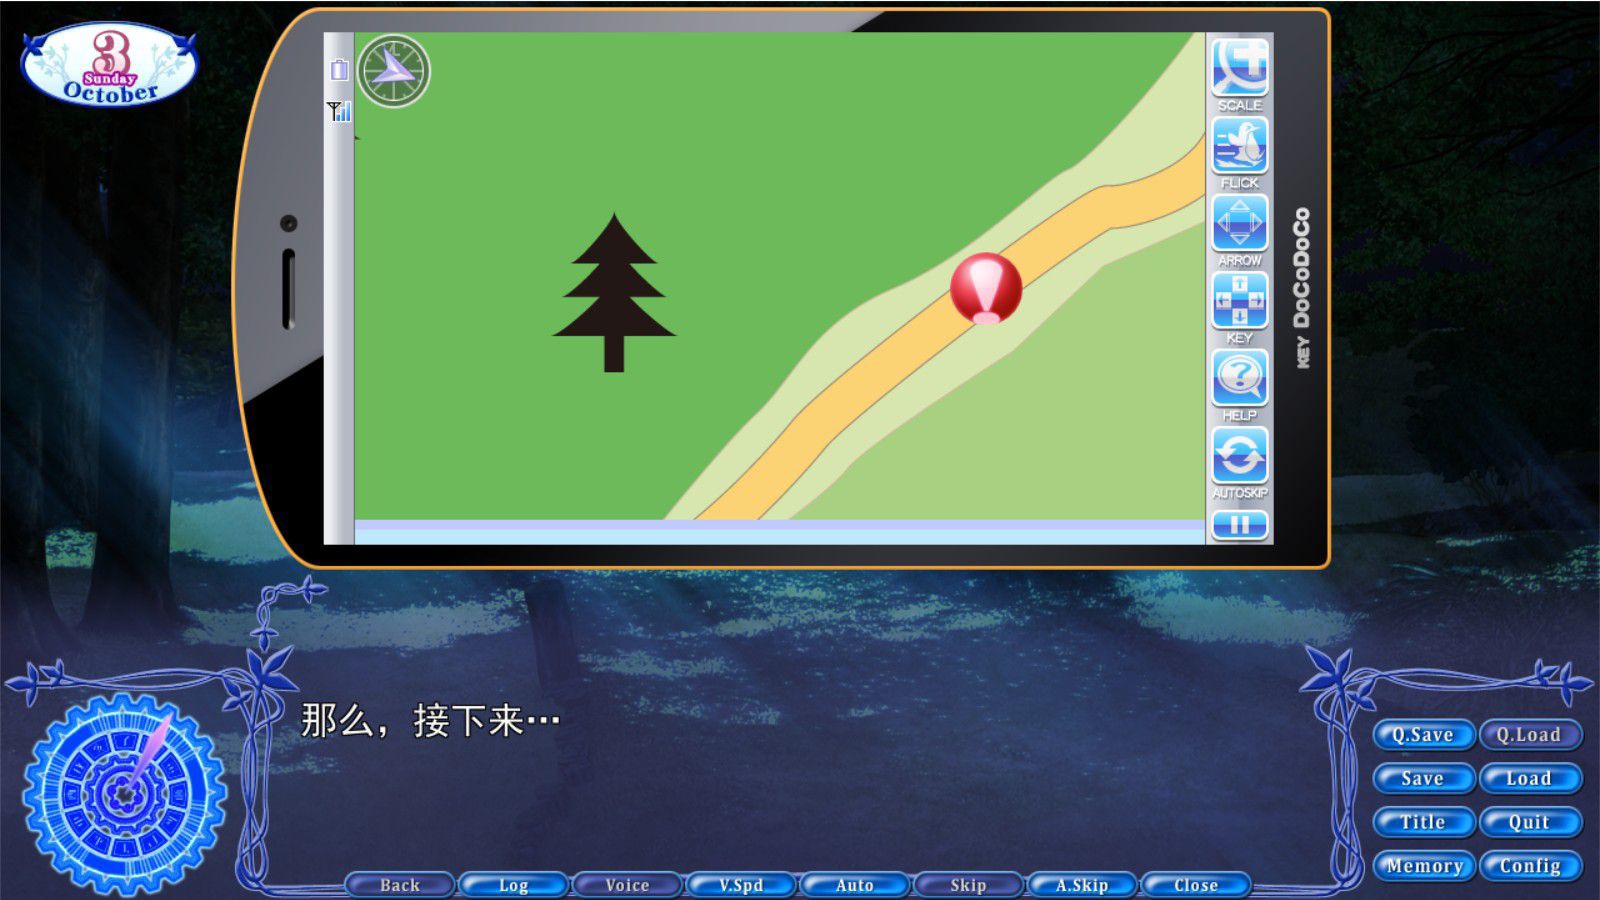 3
Sunday
October
SCALE
FLICK
ARROW
KEY
HELP
AUTOSKIP
KEY DoCoDoCo
那么，接下来…
Q.Save
Q.Load
Save
Load
Title
Quit
Memory
Config
Back
Log
Voice
V.Spd
Auto
Skip
A.Skip
Close